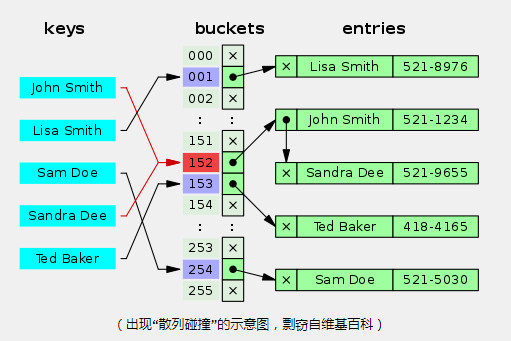 keys buckets entries
000 ×
× Lisa Smith 521-8976
001
John Smith
002 ×
: :
× John Smith 521-1234
Lisa Smith
151 ×
152
Sam Doe
× Sandra Dee 521-9655
153
154 ×
Sandra Dee
: :
× Ted Baker 418-4165
253 ×
Ted Baker
254
× Sam Doe 521-5030
255 ×
(出现“散列碰撞”的示意图，剽窃自维基百科)